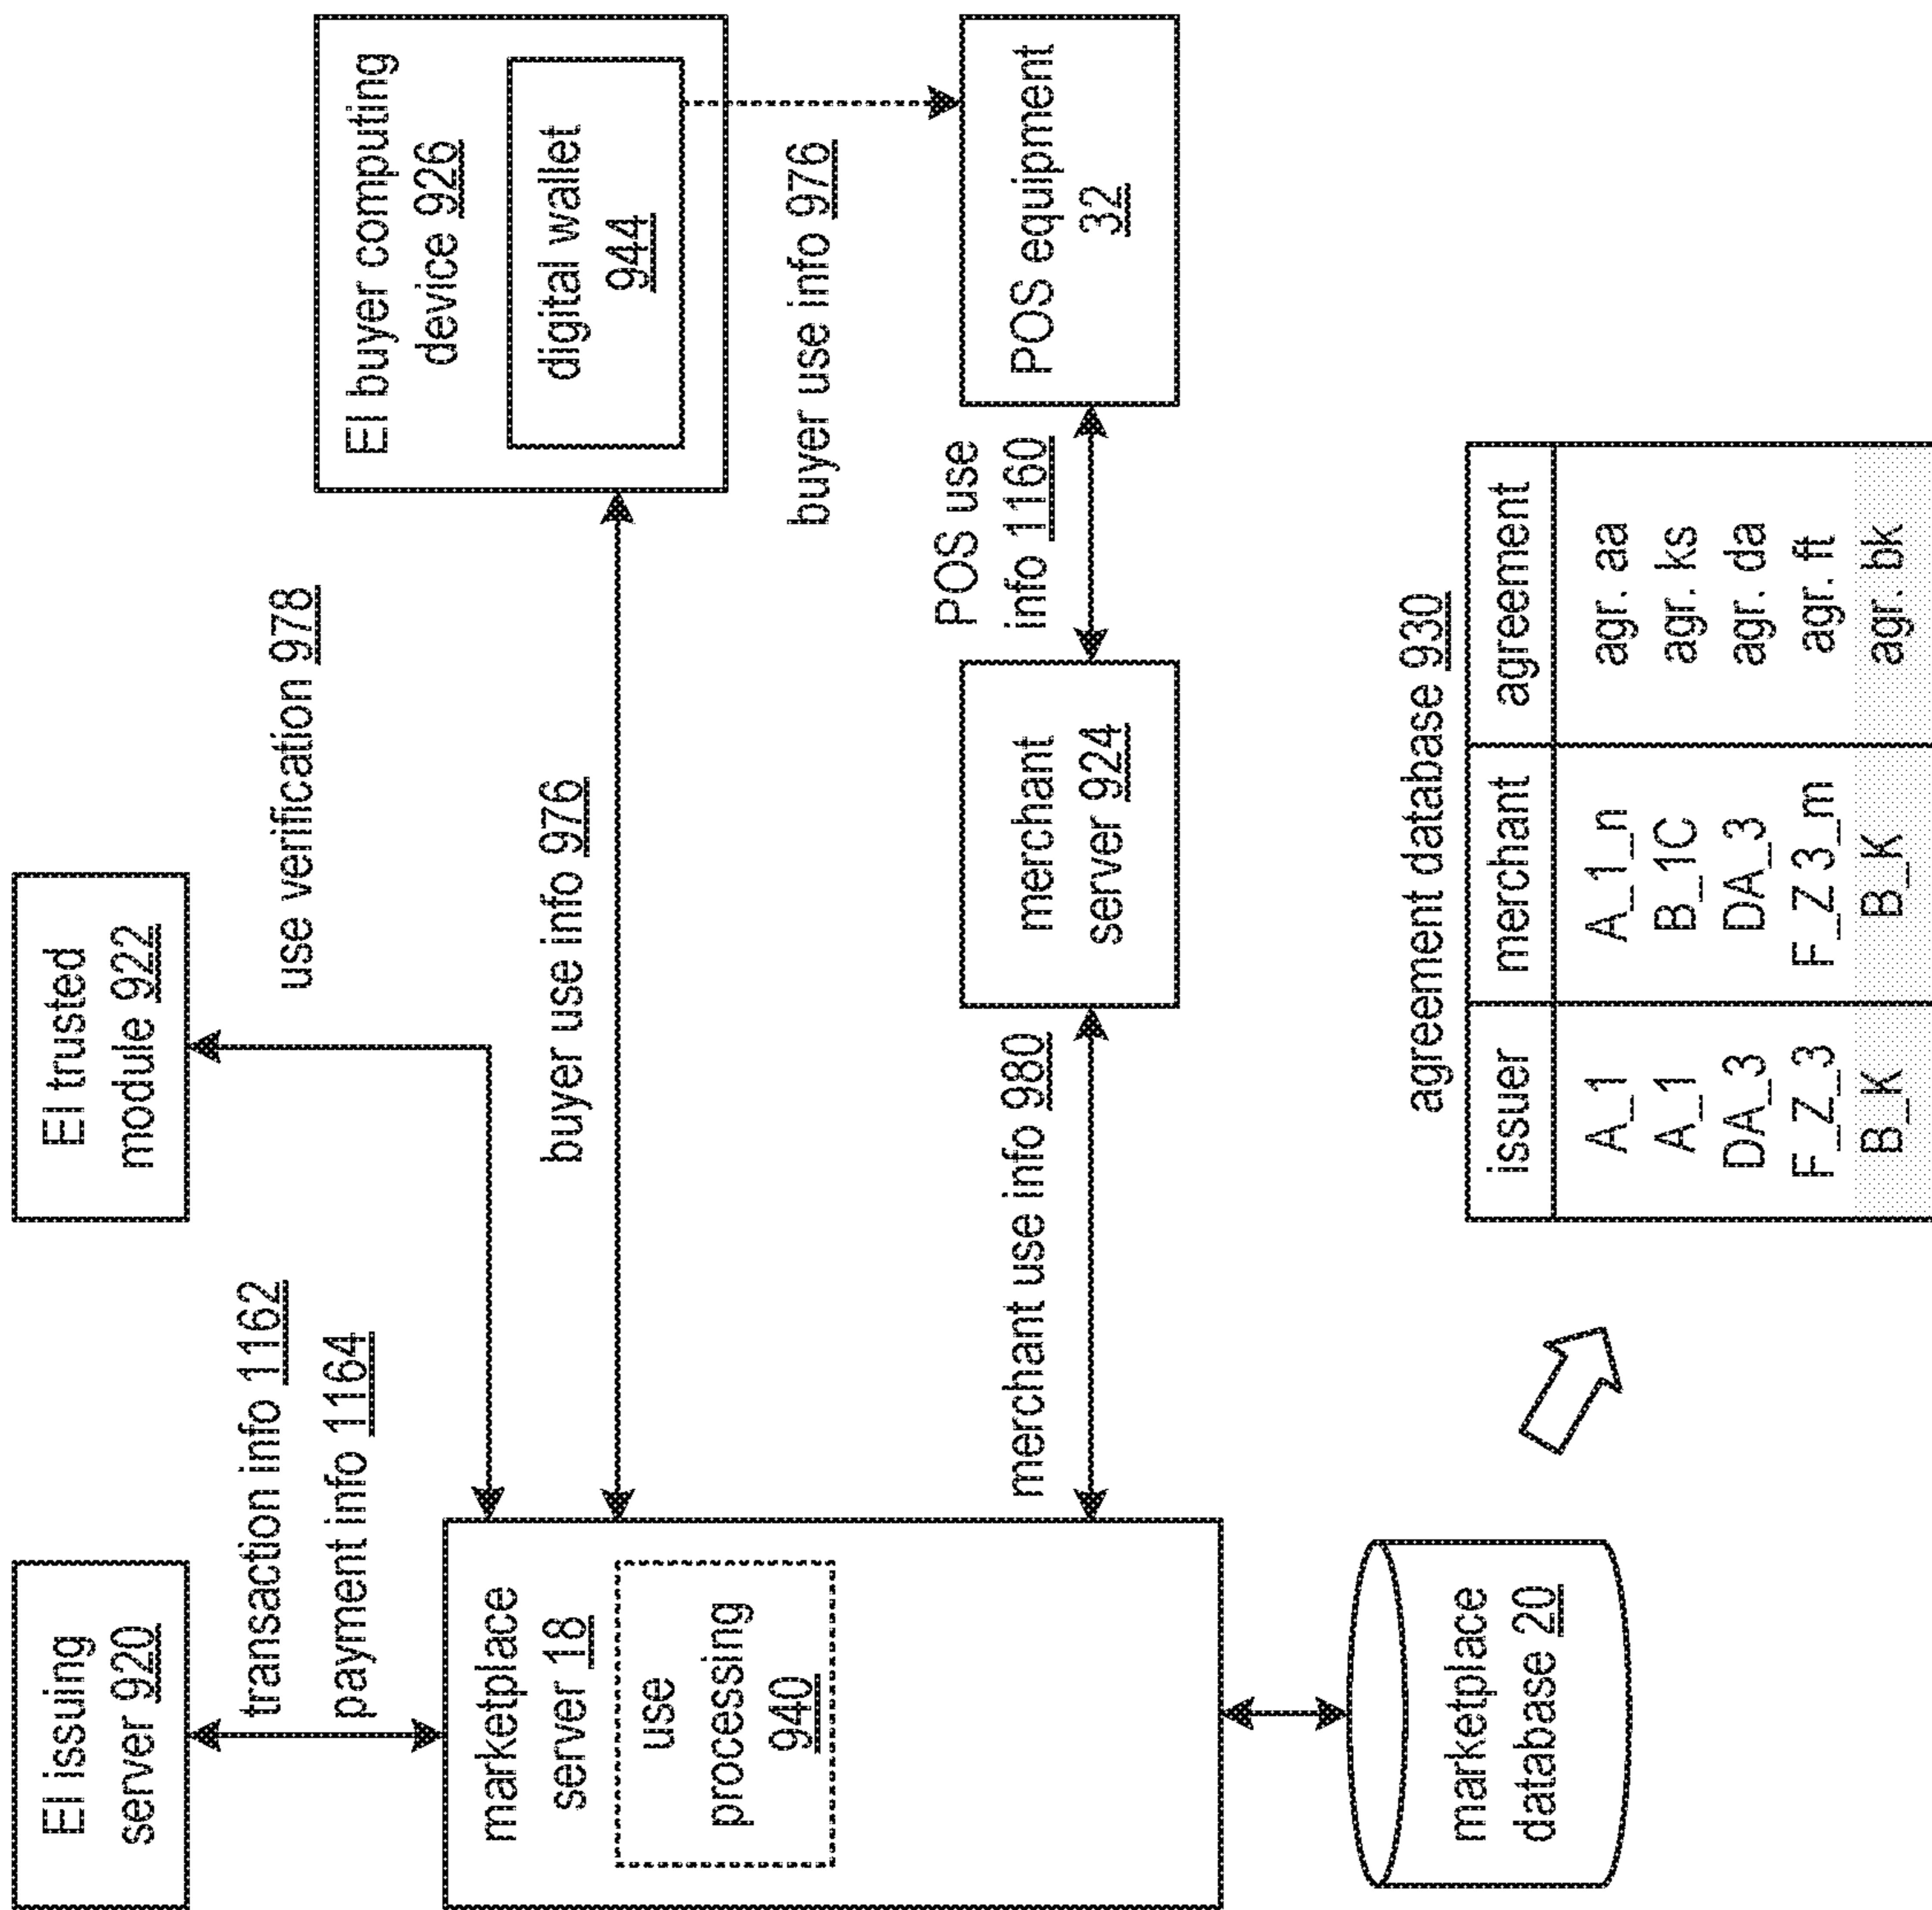 EI issuing
server 920
EI trusted
module 922
transaction info 1162
payment info 1164
use verification 978
EI buyer computing
device 926
digital wallet
944
marketplace
server 18
use
processing
940
buyer use info 976
buyer use info 976
merchant use info 980
merchant
server 924
POS use
info 1160
POS equipment
32
marketplace
database 20
agreement database 930
issuer merchant agreement
A_1 A_1_n agr. aa
A_1 B_1C agr. ks
DA_3 DA_3 agr. da
F_Z_3 F_Z 3_m agr. ft
B_K B_K agr. bk